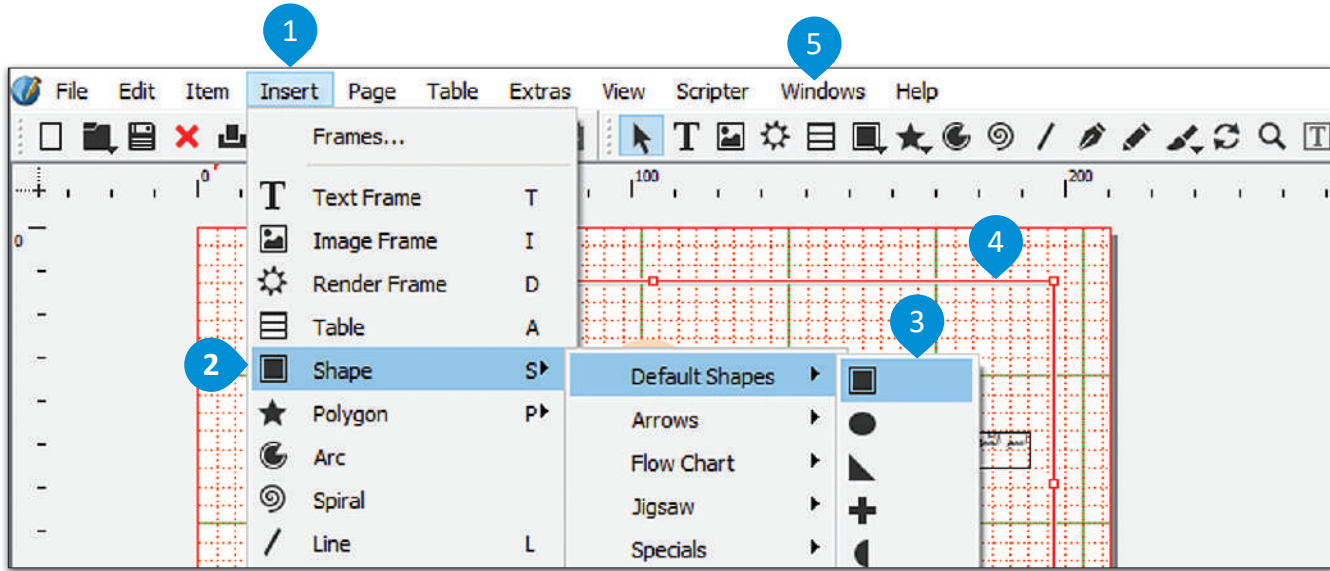 1
5
File Edit Item Insert Page Table Extras View Scripter Windows Help
Frames...
T
0
100
200
T Text Frame T
0
Image Frame I
4
Render Frame D
3
Table A
2
Shape S
Default Shapes
Polygon P
Arrows
اسم
Arc
Flow Chart
Spiral
Jigsaw
Line L
Specials